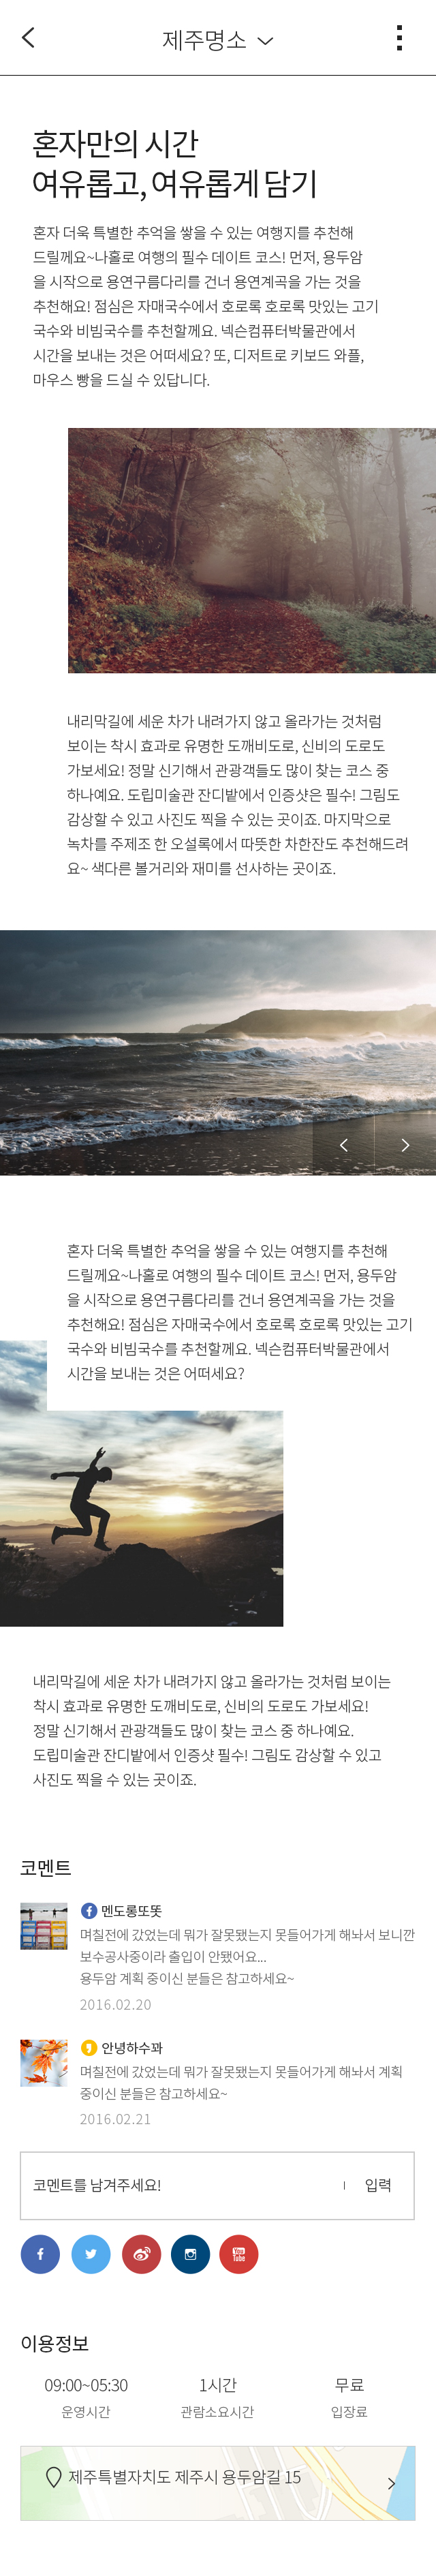 제주명소
혼자만의 시간
여유롭고, 여유롭게 담기
혼자 더욱 특별한 추억을 쌓을 수 있는 여행지를 추천해
드릴께요~나홀로 여행의 필수 데이트 코스! 먼저, 용두암
을 시작으로 용연구름다리를 건너 용연계곡을 가는 것을
추천해요! 점심은 자매국수에서 호로록 호로록 맛있는 고기
국수와 비빔국수를 추천할께요. 넥슨컴퓨터박물관에서
시간을 보내는 것은 어떠세요? 또, 디저트로 키보드 와플,
마우스 빵을 드실 수 있답니다.
내리막길에 세운 차가 내려가지 않고 올라가는 것처럼
보이는 착시 효과로 유명한 도깨비도로, 신비의 도로도
가보세요! 정말 신기해서 관광객들도 많이 찾는 코스 중
하나예요. 도립미술관 잔디밭에서 인증샷은 필수! 그림도
감상할 수 있고 사진도 찍을 수 있는 곳이죠. 마지막으로
녹차를 주제조 한 오설록에서 따뜻한 차한잔도 추천해드려
요~ 색다른 볼거리와 재미를 선사하는 곳이죠.
혼자 더욱 특별한 추억을 쌓을 수 있는 여행지를 추천해
드릴께요~나홀로 여행의 필수 데이트 코스! 먼저, 용두암
을 시작으로 용연구름다리를 건너 용연계곡을 가는 것을
추천해요! 점심은 자매국수에서 호로록 호로록 맛있는 고기
국수와 비빔국수를 추천할께요. 넥슨컴퓨터박물관에서
시간을 보내는 것은 어떠세요?
내리막길에 세운 차가 내려가지 않고 올라가는 것처럼 보이는
착시 효과로 유명한 도깨비도로, 신비의 도로도 가보세요!
정말 신기해서 관광객들도 많이 찾는 코스 중 하나예요.
도립미술관 잔디밭에서 인증샷 필수! 그림도 감상할 수 있고
사진도 찍을 수 있는 곳이죠.
코멘트
멘도롱또똣
며칠전에 갔었는데 뭐가 잘못됐는지 못들어가게 해놔서 보니깐
보수공사중이라 출입이 안됐어요...
용두암 계획 중이신 분들은 참고하세요~
2016.02.20
안녕하수꽈
며칠전에 갔었는데 뭐가 잘못됐는지 못들어가게 해놔서 계획
중이신 분들은 참고하세요~
2016.02.21
코멘트를 남겨주세요! 입력
You Tube
이용정보
09:00~05:30 1시간 무료
운영시간 관람소요시간 입장료
제주특별자치도 제주시 용두암길 15